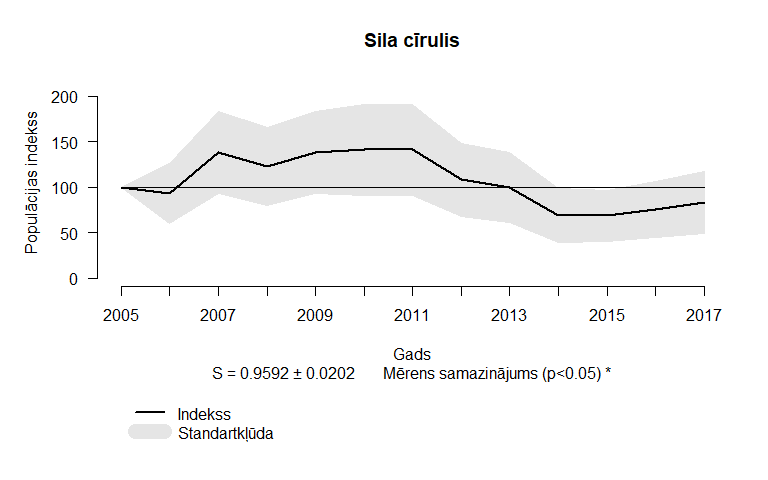 Sila cīrulis
Populācijas indekss
200
150
100
50
0
2005 2007 2009 2011 2013 2015 2017
Gads
S = 0.9592 ± 0.0202 Mērens samazinājums (p<0.05) *
Indekss
Standartkļūda